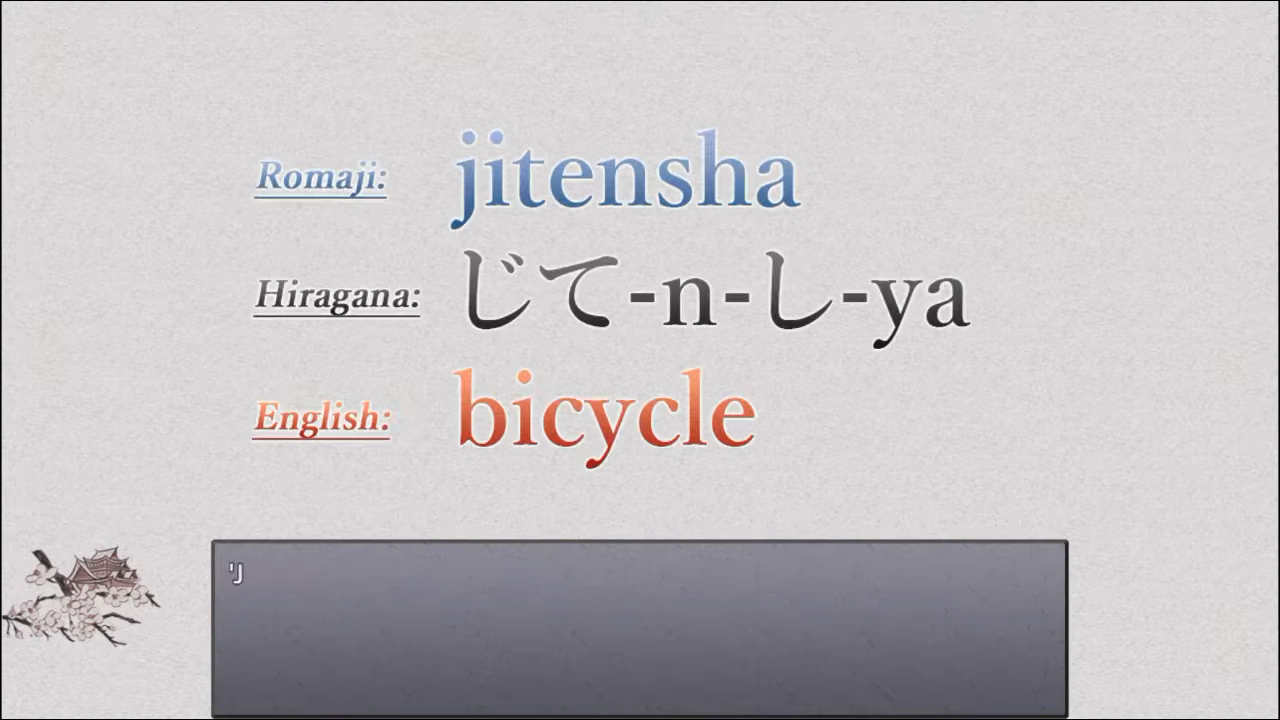 Romaji: jitensha
Hiragana: じて-n-し-ya
English: bicycle
'J